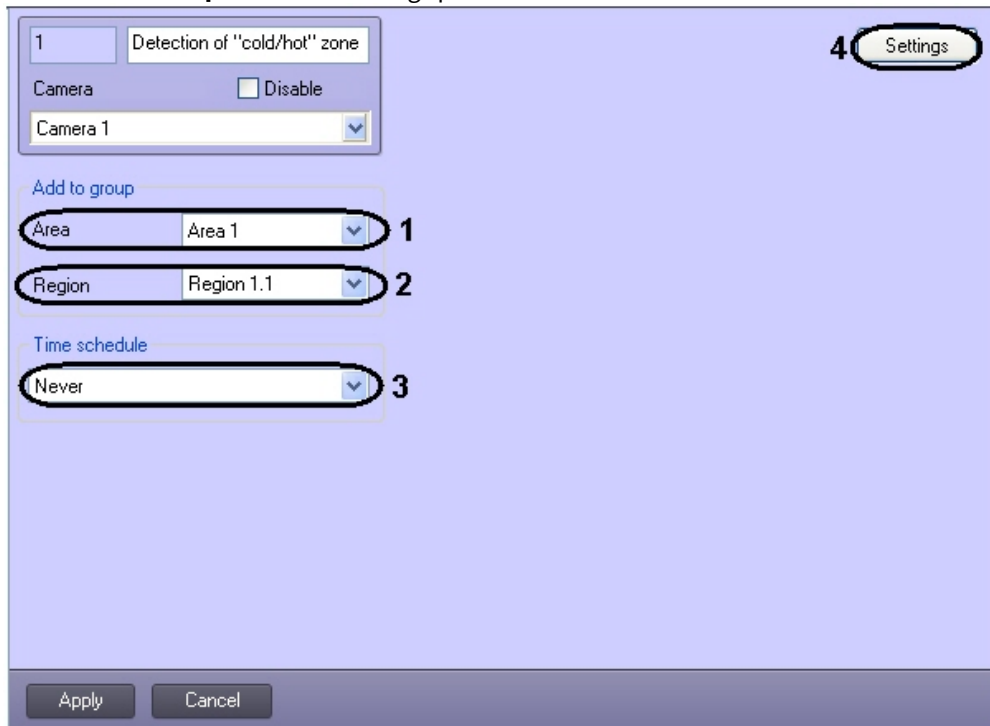 1 Detection of "cold/hot" zone
4 Settings
Camera Disable
Camera 1
Add to group
Area Area 1 1
Region Region 1.1 2
Time schedule
Never 3
Apply Cancel